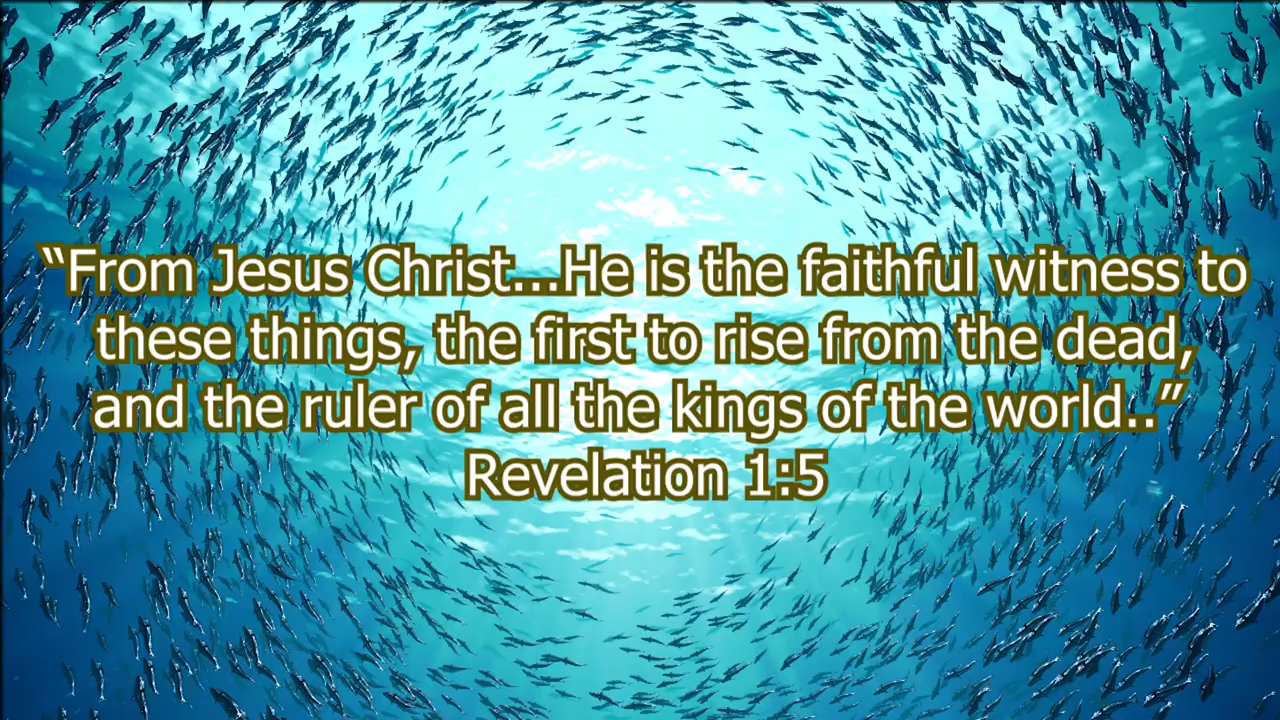 “From Jesus Christ...He is the faithful witness to
these things, the first to rise from the dead,
and the ruler of all the kings of the world..”
Revelation 1:5